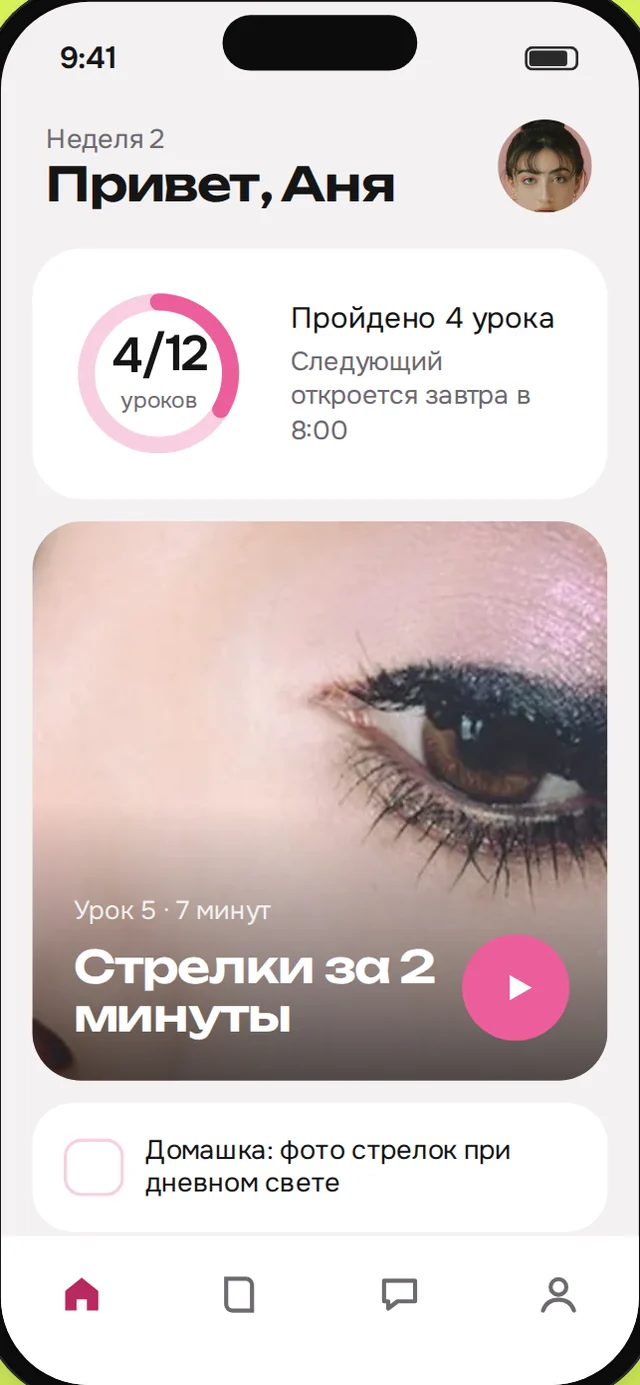 9:41
Неделя 2
Привет, Аня
4/12
уроков
Пройдено 4 урока
Следующий
откроется завтра в
8:00
Урок 5 · 7 минут
Стрелки за 2
минуты
Домашка: фото стрелок при
дневном свете